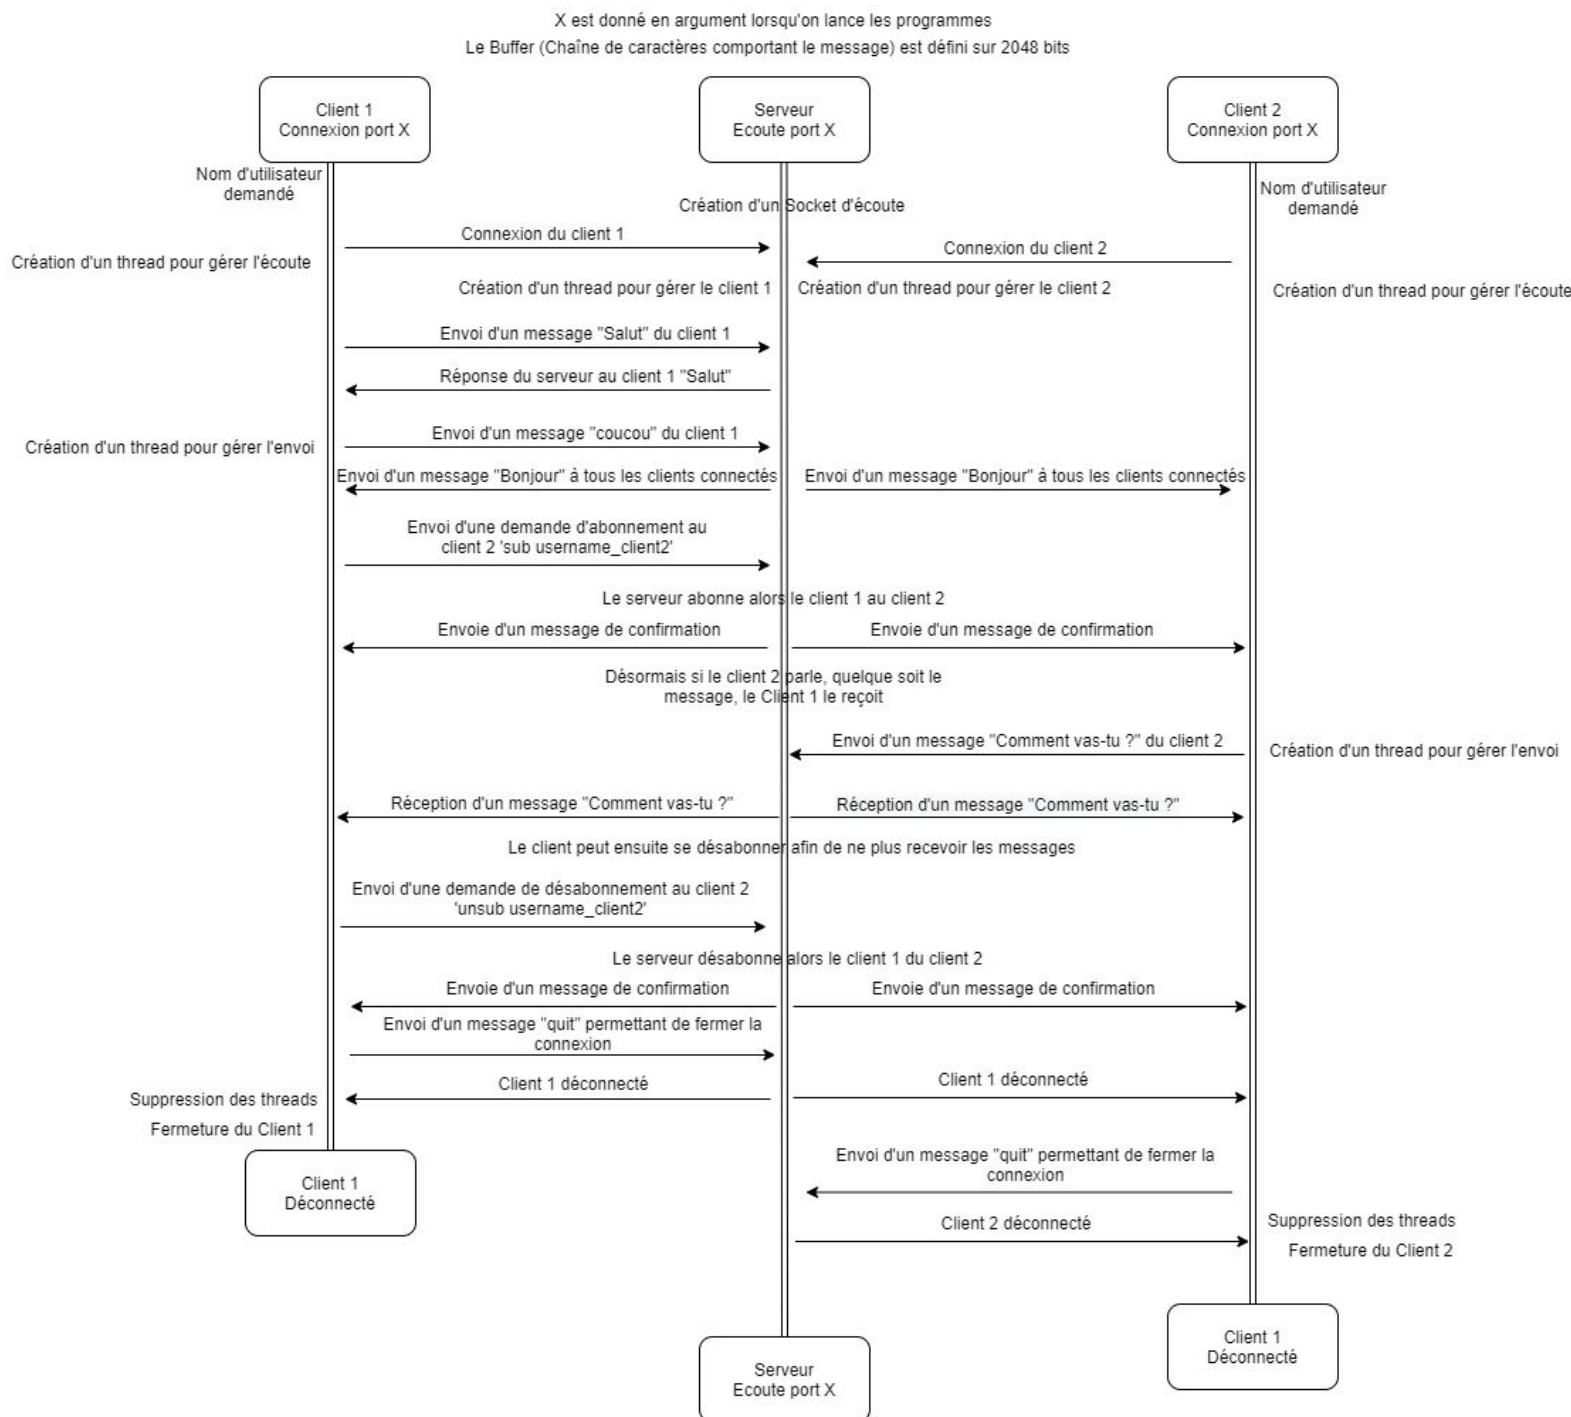 X est donné en argument lorsqu'on lance les programmes
Le Buffer (Chaîne de caractères comportant le message) est défini sur 2048 bits
Client 1
Connexion port X
Serveur
Ecoute port X
Client 2
Connexion port X
Nom d'utilisateur
demandé
Nom d'utilisateur
demandé
Création d'un Socket d'écoute
Connexion du client 1
Connexion du client 2
Création d'un thread pour gérer l'écoute
Création d'un thread pour gérer le client 1
Création d'un thread pour gérer le client 2
Création d'un thread pour gérer l'écoute
Envoi d'un message "Salut" du client 1
Réponse du serveur au client 1 "Salut"
Envoi d'un message "coucou" du client 1
Création d'un thread pour gérer l'envoi
Envoi d'un message "Bonjour" à tous les clients connectés
Envoi d'un message "Bonjour" à tous les clients connectés
Envoi d'une demande d'abonnement au
client 2 'sub username_client2'
Le serveur abonne alors le client 1 au client 2
Envoie d'un message de confirmation
Envoie d'un message de confirmation
Désormais si le client 2 parle, quelque soit le
message, le Client 1 le reçoit
Envoi d'un message "Comment vas-tu ?" du client 2
Création d'un thread pour gérer l'envoi
Réception d'un message "Comment vas-tu ?"
Réception d'un message "Comment vas-tu ?"
Le client peut ensuite se désabonner afin de ne plus recevoir les messages
Envoi d'une demande de désabonnement au client 2
'unsub username_client2'
Le serveur désabonne alors le client 1 du client 2
Envoie d'un message de confirmation
Envoie d'un message de confirmation
Envoi d'un message "quit" permettant de fermer la
connexion
Client 1 déconnecté
Client 1 déconnecté
Suppression des threads
Fermeture du Client 1
Envoi d'un message "quit" permettant de fermer la
connexion
Client 1
Déconnecté
Client 2 déconnecté
Suppression des threads
Fermeture du Client 2
Client 1
Déconnecté
Serveur
Ecoute port X